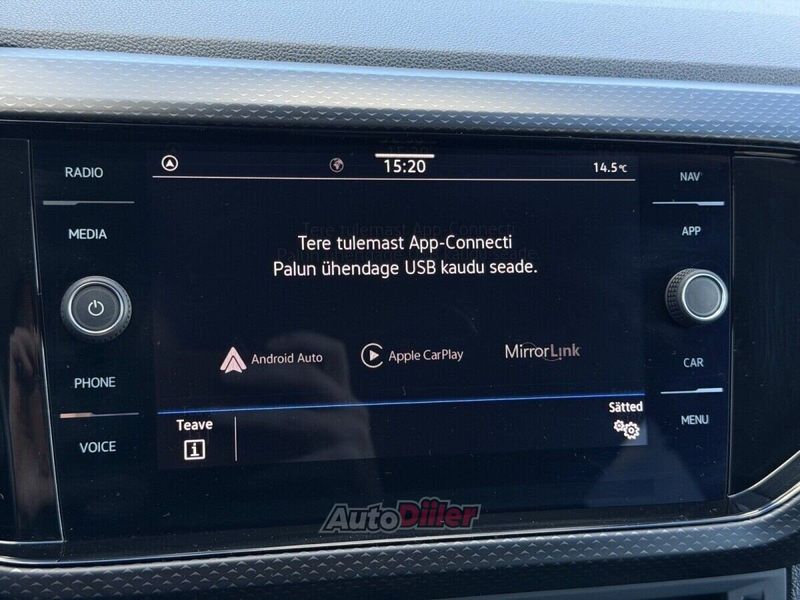 RADIO
MEDIA
PHONE
VOICE
15:20
14.5°C
Tere tulemast App-Connecti
Palun ühendage USB kaudu seade.
Android Auto
Apple CarPlay
MirrorLink
Teave
i
Sätted
NAV
APP
CAR
MENU
AutoDiiler